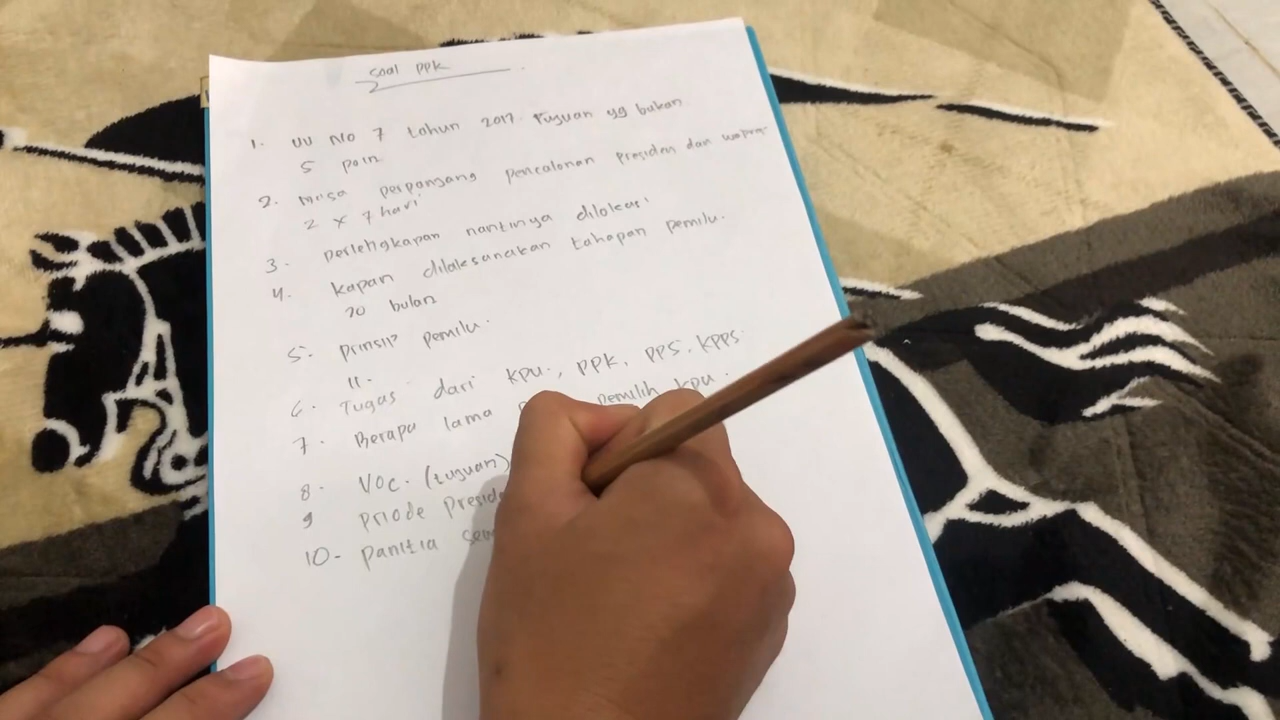 Soal PPK
1. UU NO 7 tahun 2017. Tujuan yg bukan
5 poin
2. Masa perpanjang pencalonan presiden dan wapres.
2 x 7 hari
3. perlengkapan nantinya dilokasi
4. Kapan dilaksanakan tahapan pemilu.
20 bulan
5. prinsip pemilu.
11.
6. Tugas dari KPU., PPK, PPS, KPPS.
7. Berapa lama pemilih kpu.
8. VOC. (tujuan)
9 priode
10- panitia